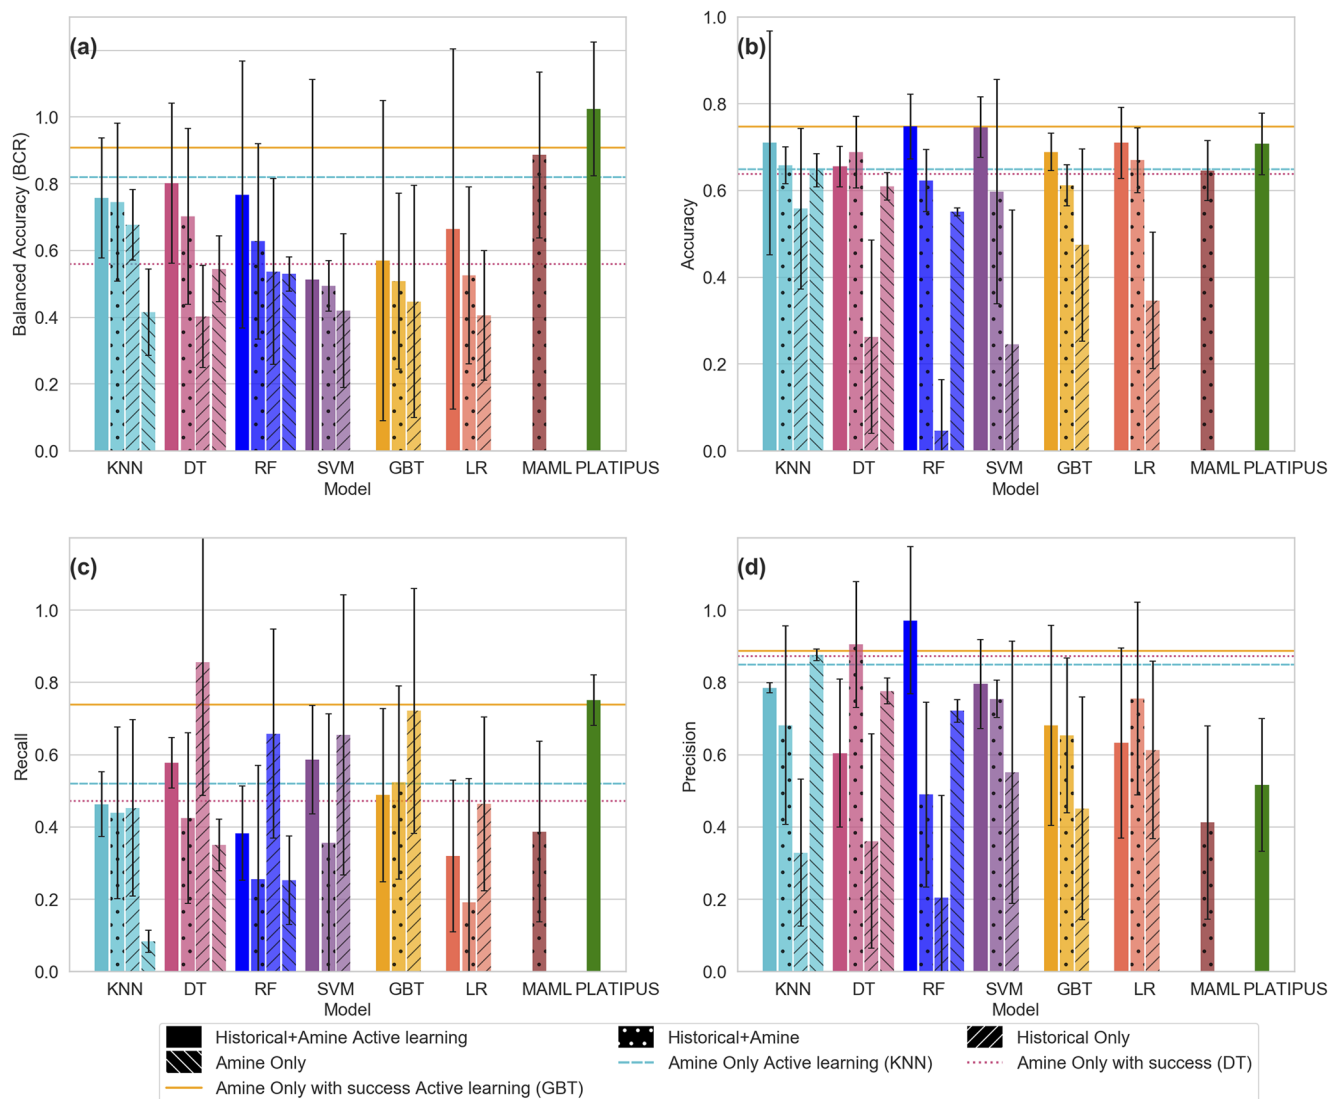 (a)
Balanced Accuracy (BCR)
1.0
0.8
0.6
0.4
0.2
0.0
KNN DT RF SVM GBT LR MAML PLATIPUS
Model
(b)
Accuracy
1.0
0.8
0.6
0.4
0.2
0.0
KNN DT RF SVM GBT LR MAML PLATIPUS
Model
(c)
Recall
1.0
0.8
0.6
0.4
0.2
0.0
KNN DT RF SVM GBT LR MAML PLATIPUS
Model
(d)
Precision
1.0
0.8
0.6
0.4
0.2
0.0
KNN DT RF SVM GBT LR MAML PLATIPUS
Model
Historical+Amine Active learning Historical+Amine Historical Only
Amine Only Amine Only Active learning (KNN) Amine Only with success (DT)
Amine Only with success Active learning (GBT)